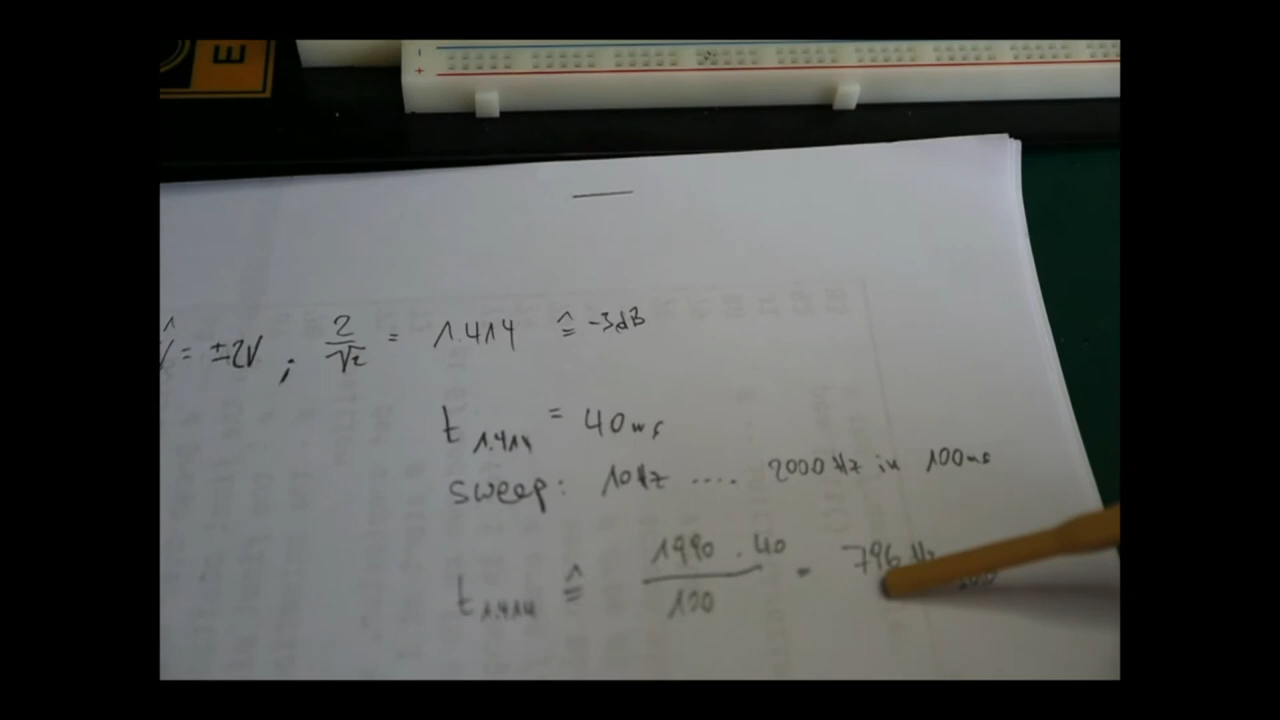 E
V̂ = ±2V ; 2/√2 = 1.414 ≙ -3dB
t1.414 = 40ms
sweep: 10Hz .... 2000Hz in 100ms
t1.414 ≙ 1990 · 40 / 100 = 796 Hz